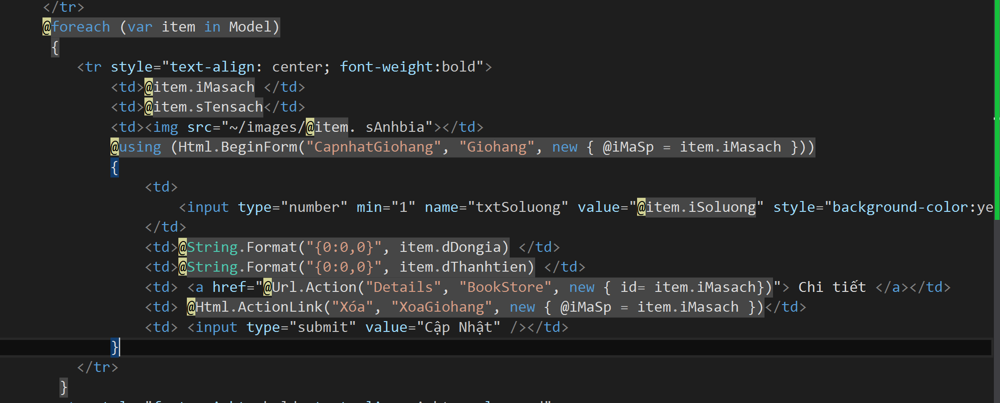 </tr>
@foreach (var item in Model)
{
<tr style="text-align: center; font-weight:bold">
<td>@item.iMasach </td>
<td>@item.sTensach</td>
<td><img src="~/images/@item. sAnhbia"></td>
@using (Html.BeginForm("CapnhatGiohang", "Giohang", new { @iMaSp = item.iMasach }))
{
<td>
<input type="number" min="1" name="txtSoluong" value="@item.iSoluong" style="background-color:ye
</td>
<td>@String.Format("{0:0,0}", item.dDongia) </td>
<td>@String.Format("{0:0,0}", item.dThanhtien) </td>
<td> <a href="@Url.Action("Details", "BookStore", new { id= item.iMasach})"> Chi tiết </a></td>
<td> @Html.ActionLink("Xóa", "XoaGiohang", new { @iMaSp = item.iMasach })</td>
<td> <input type="submit" value="Cập Nhật" /></td>
}
</tr>
}